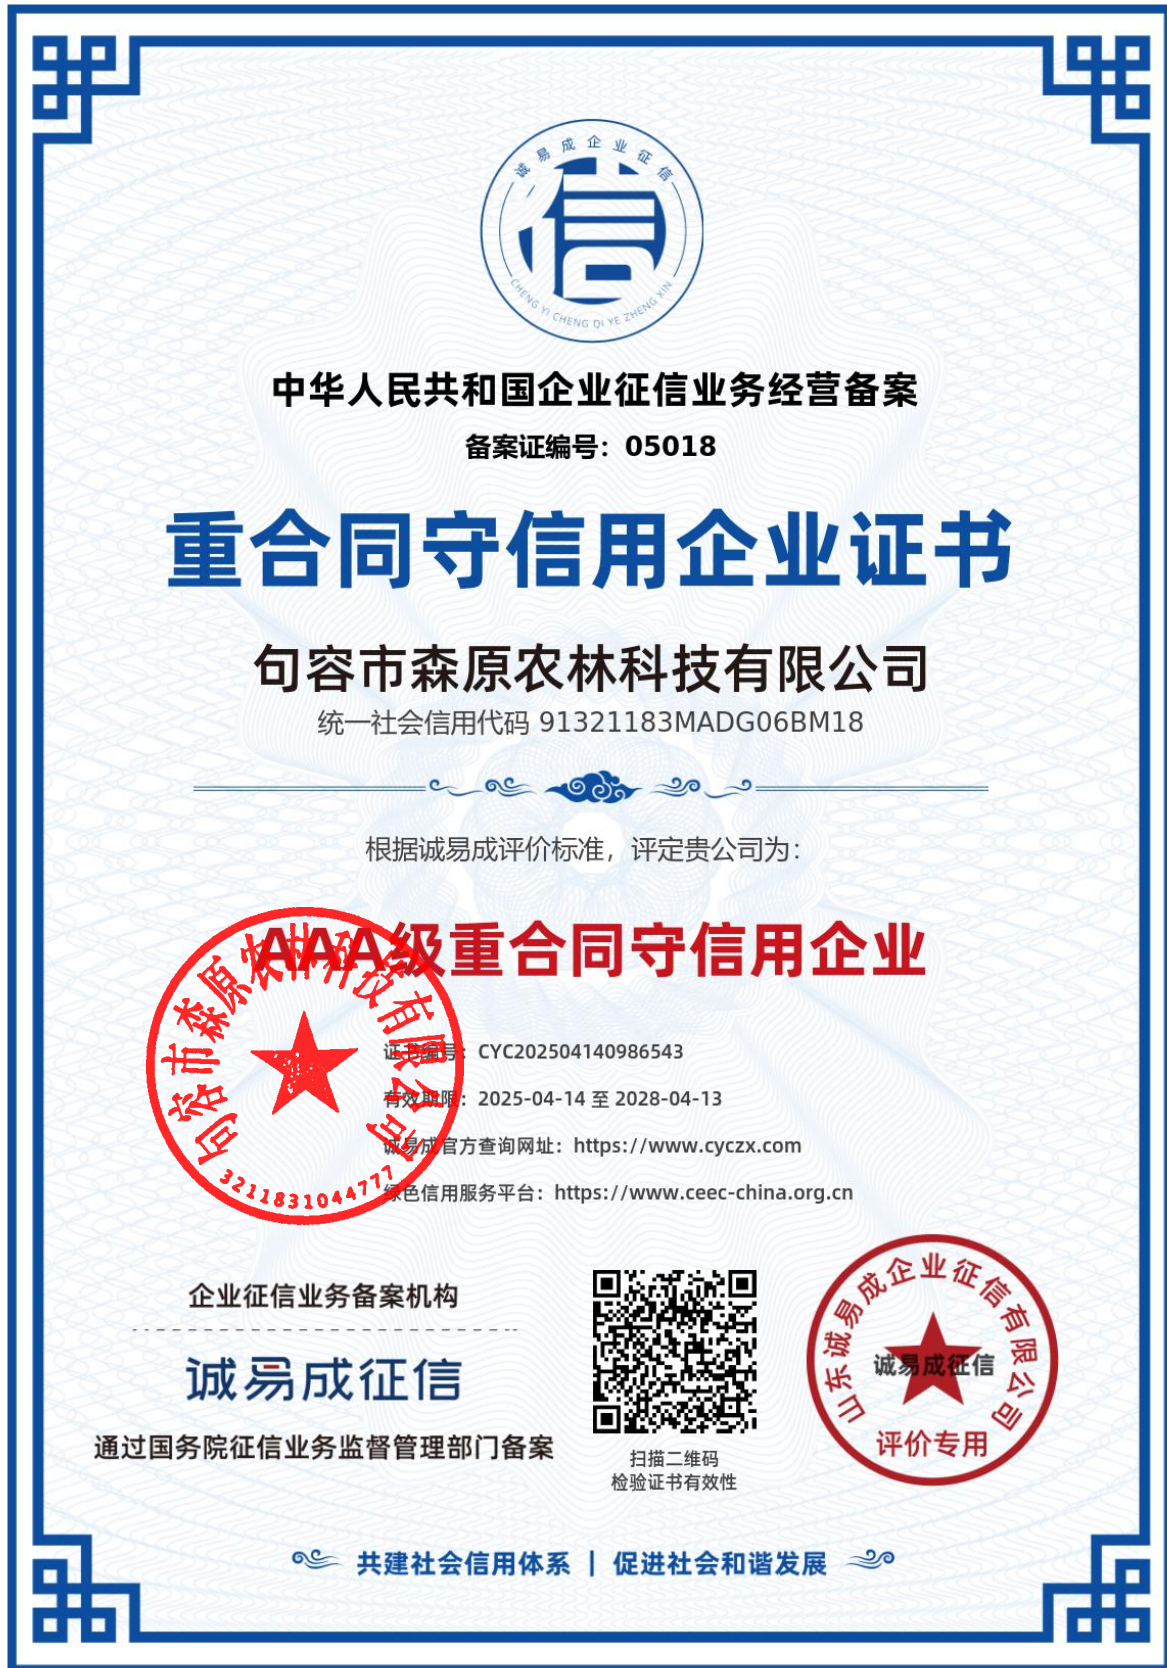 诚易成企业征信
信
CHENG YI CHENG QI YE ZHENG XIN
中华人民共和国企业征信业务经营备案
备案证编号：05018
重合同守信用企业证书
句容市森原农林科技有限公司
统一社会信用代码 91321183MADG06BM18
根据诚易成评价标准，评定贵公司为：
AAA级重合同守信用企业
句容市森原农林科技有限公司
3211831044777
证书编号：CYC202504140986543
有效期限：2025-04-14 至 2028-04-13
诚易成官方查询网址：https://www.cyczx.com
绿色信用服务平台：https://www.ceec-china.org.cn
企业征信业务备案机构
诚易成征信
通过国务院征信业务监督管理部门备案
扫描二维码
检验证书有效性
山东诚易成企业征信有限公司
诚易成征信
评价专用
共建社会信用体系 | 促进社会和谐发展